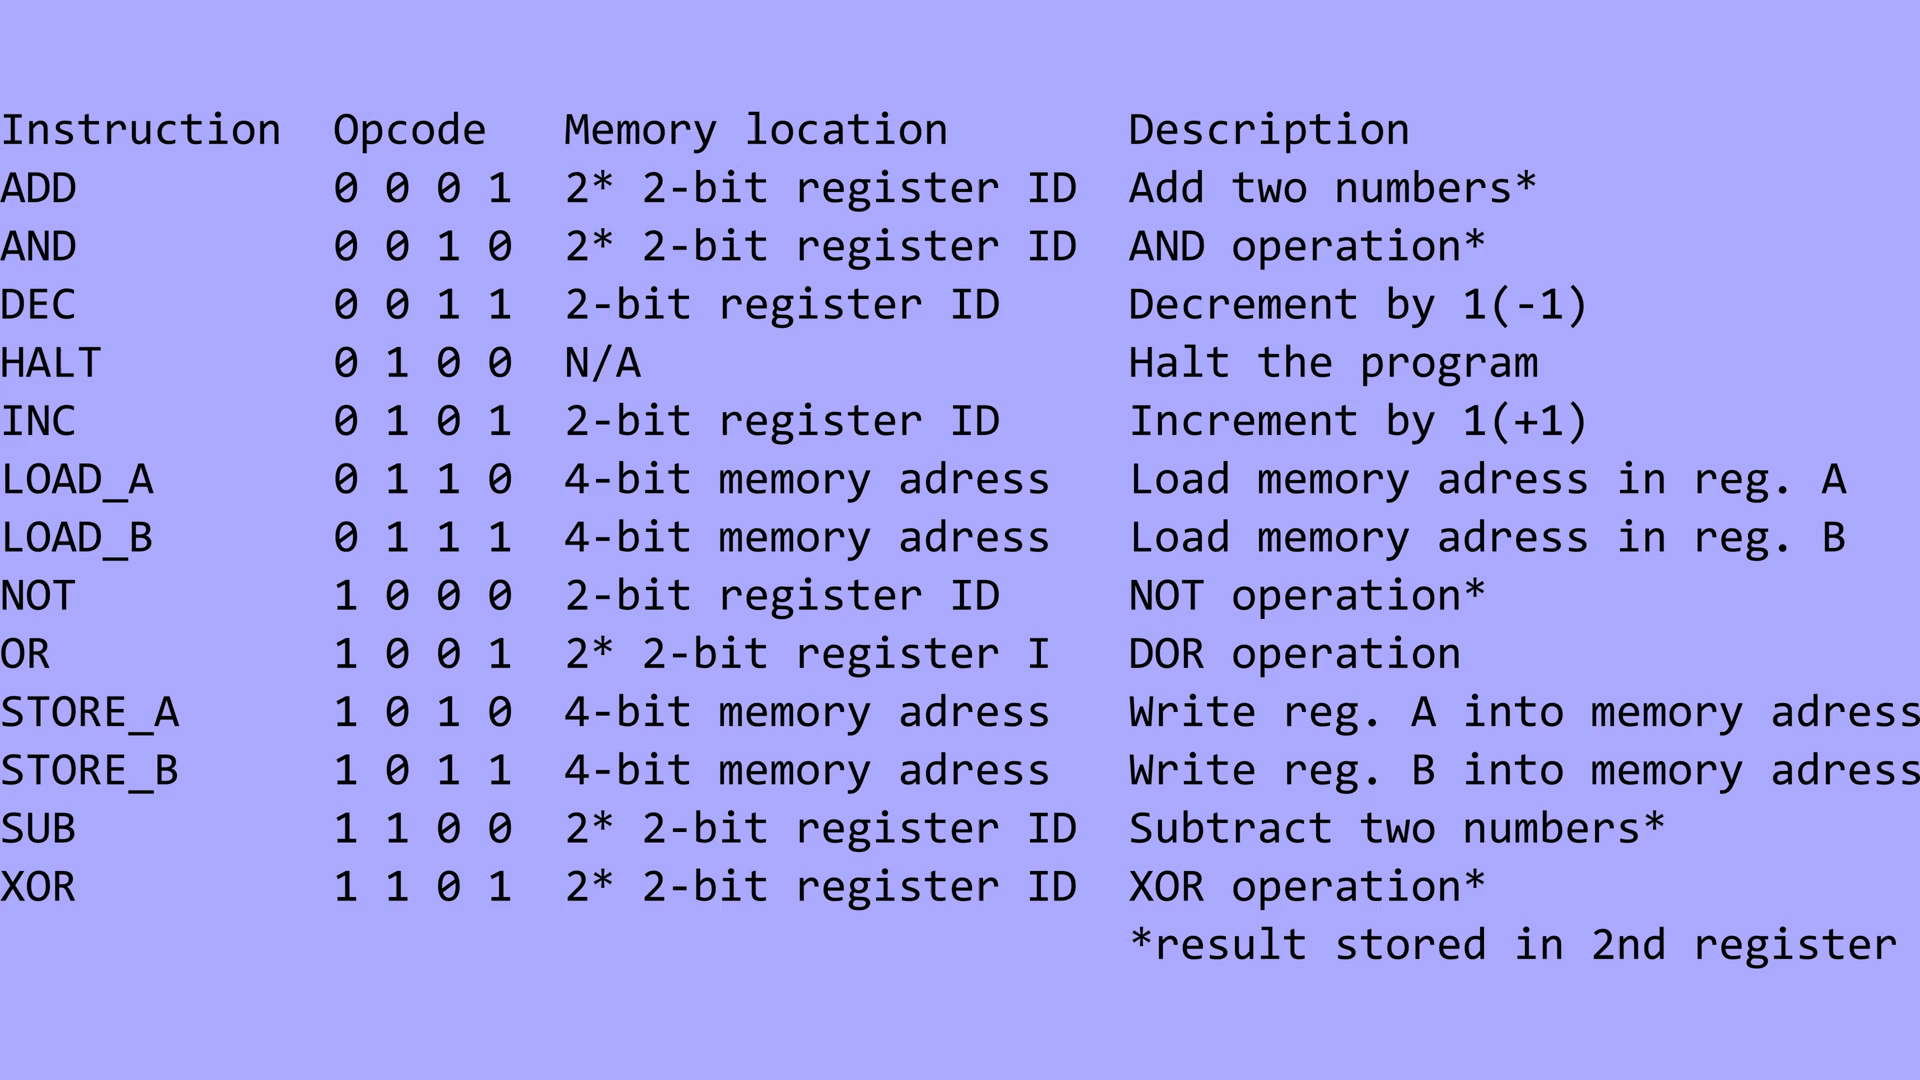 Instruction  Opcode   Memory location       Description
ADD          0 0 0 1  2* 2-bit register ID  Add two numbers*
AND          0 0 1 0  2* 2-bit register ID  AND operation*
DEC          0 0 1 1  2-bit register ID     Decrement by 1(-1)
HALT         0 1 0 0  N/A                   Halt the program
INC          0 1 0 1  2-bit register ID     Increment by 1(+1)
LOAD_A       0 1 1 0  4-bit memory adress   Load memory adress in reg. A
LOAD_B       0 1 1 1  4-bit memory adress   Load memory adress in reg. B
NOT          1 0 0 0  2-bit register ID     NOT operation*
OR           1 0 0 1  2* 2-bit register I   DOR operation
STORE_A      1 0 1 0  4-bit memory adress   Write reg. A into memory adress
STORE_B      1 0 1 1  4-bit memory adress   Write reg. B into memory adress
SUB          1 1 0 0  2* 2-bit register ID  Subtract two numbers*
XOR          1 1 0 1  2* 2-bit register ID  XOR operation*
*result stored in 2nd register